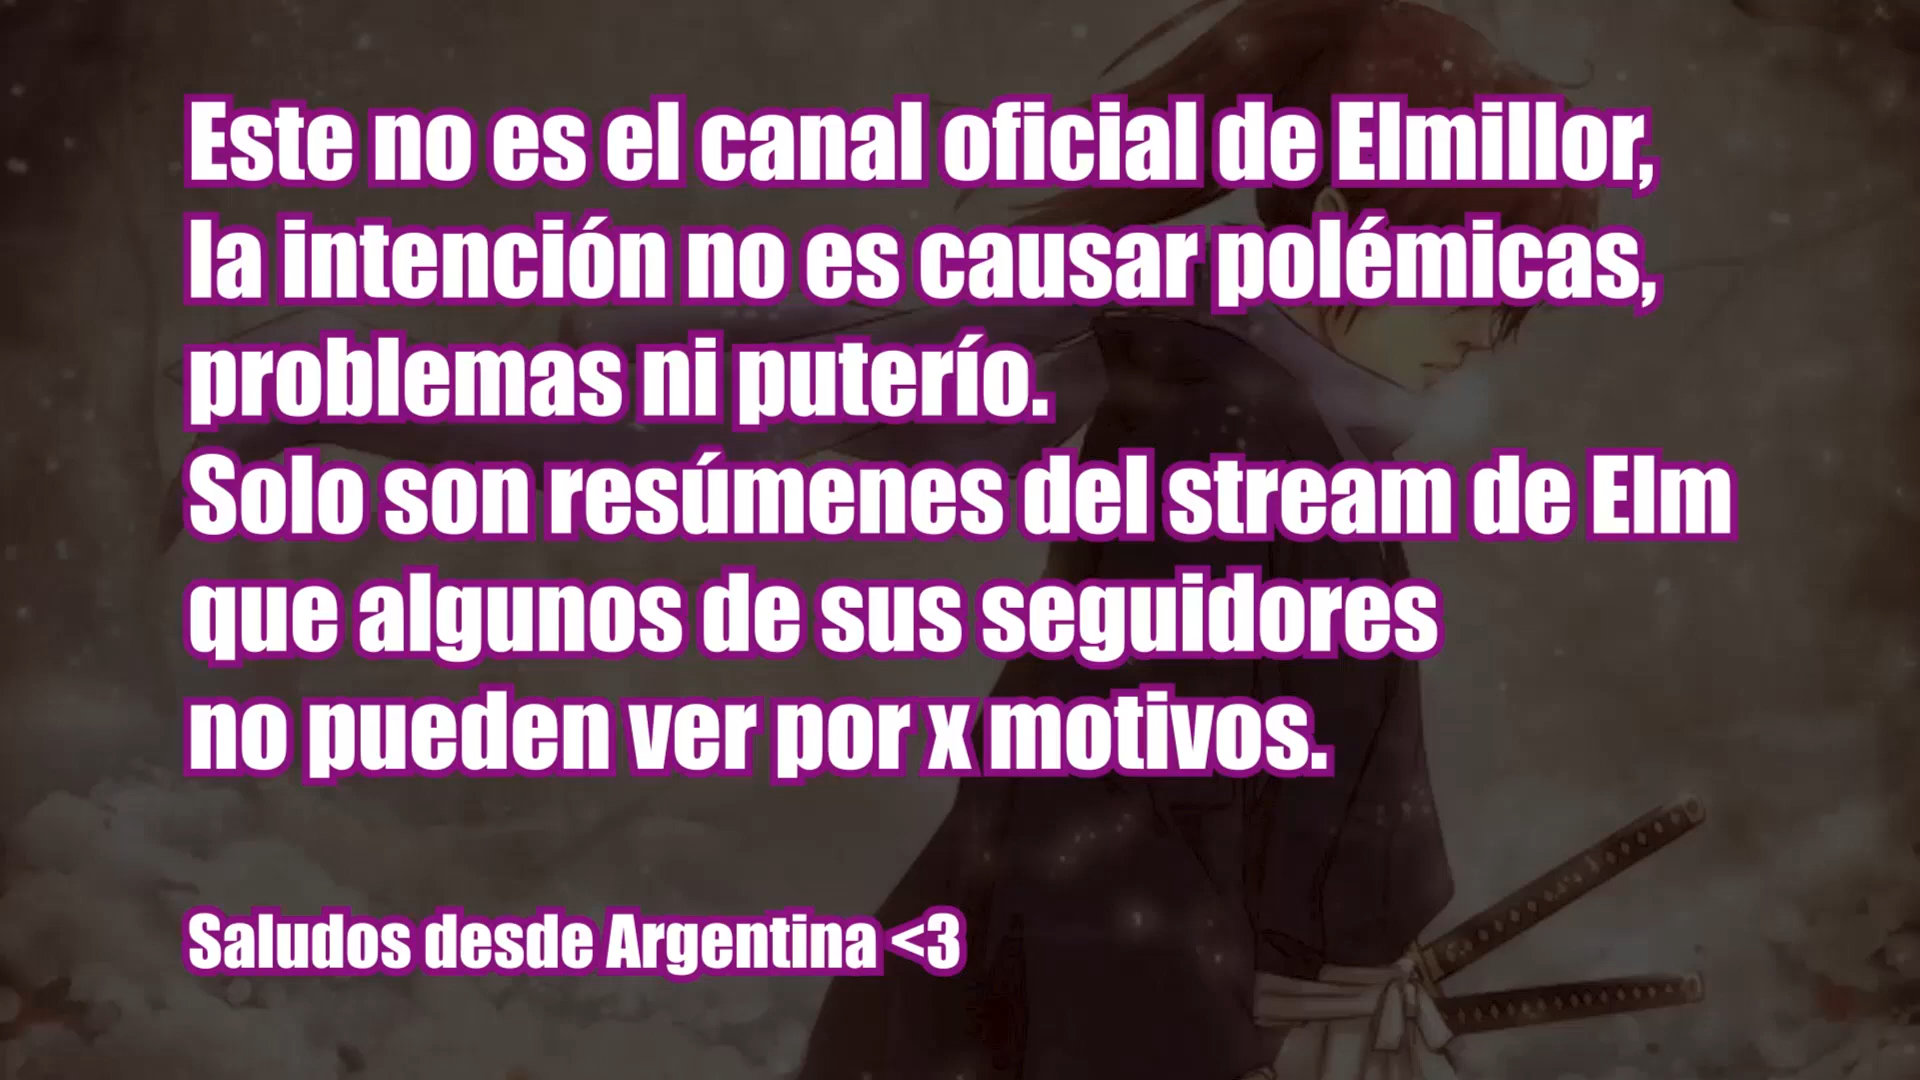 Este no es el canal oficial de Elmillor,
la intención no es causar polémicas,
problemas ni puterío.
Solo son resúmenes del stream de Elm
que algunos de sus seguidores
no pueden ver por x motivos.
Saludos desde Argentina <3